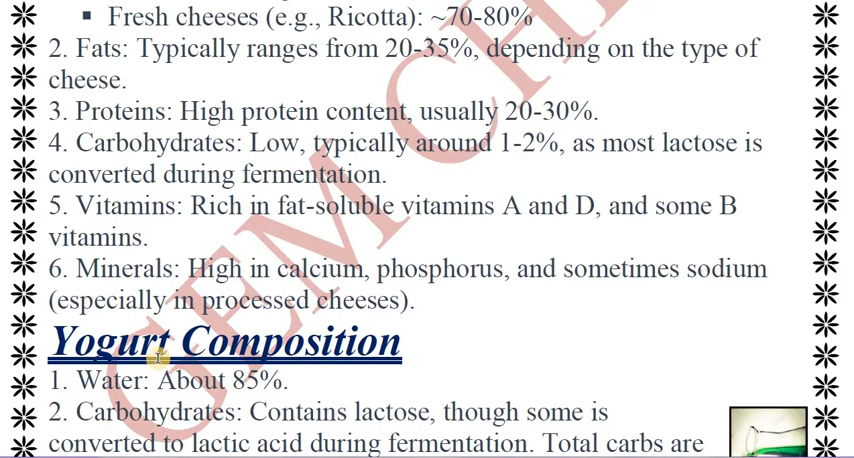 ▪ Fresh cheeses (e.g., Ricotta): ~70-80%
2. Fats: Typically ranges from 20-35%, depending on the type of
cheese.
3. Proteins: High protein content, usually 20-30%.
4. Carbohydrates: Low, typically around 1-2%, as most lactose is
converted during fermentation.
5. Vitamins: Rich in fat-soluble vitamins A and D, and some B
vitamins.
6. Minerals: High in calcium, phosphorus, and sometimes sodium
(especially in processed cheeses).
Yogurt Composition
1. Water: About 85%.
2. Carbohydrates: Contains lactose, though some is
converted to lactic acid during fermentation. Total carbs are
GEM CH